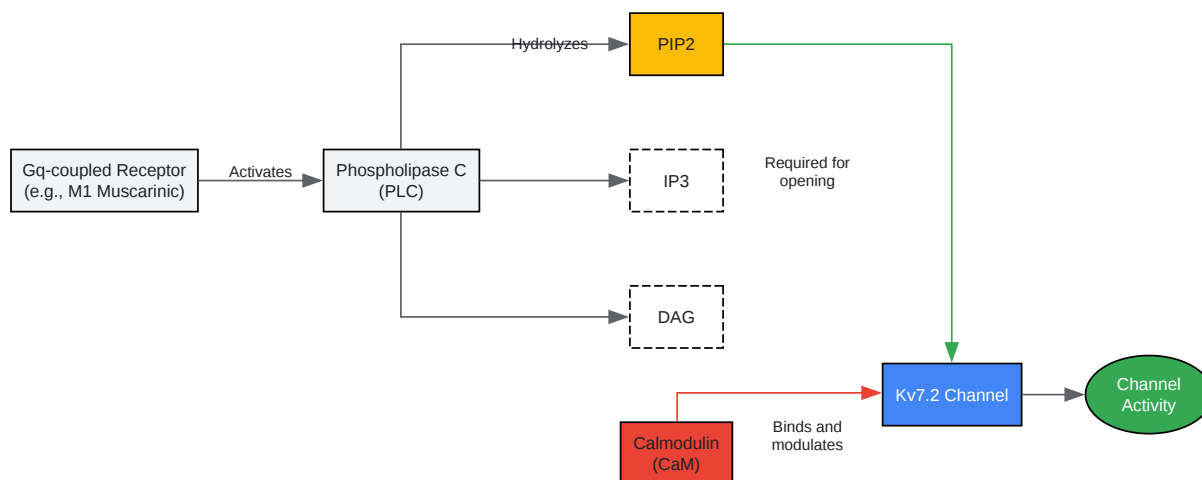 Hydrolyzes
PIP2
Gq-coupled Receptor
(e.g., M1 Muscarinic)
Activates
Phospholipase C
(PLC)
IP3
Required for
opening
DAG
Kv7.2 Channel
Channel
Activity
Calmodulin
(CaM)
Binds and
modulates